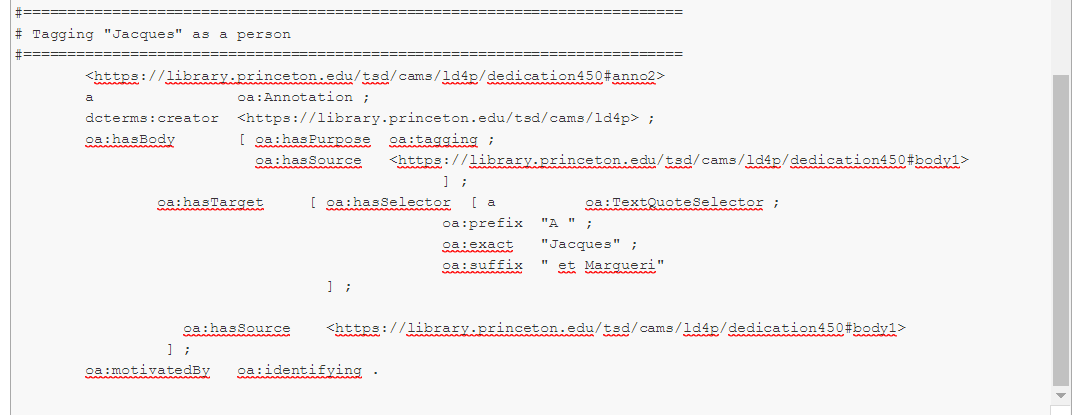 #===========================================================================
# Tagging "Jacques" as a person
#===========================================================================
<https://library.princeton.edu/tsd/cams/ld4p/dedication450#anno2>
a oa:Annotation ;
dcterms:creator <https://library.princeton.edu/tsd/cams/ld4p> ;
oa:hasBody [ oa:hasPurpose oa:tagging ;
oa:hasSource <https://library.princeton.edu/tsd/cams/ld4p/dedication450#body1>
] ;
oa:hasTarget [ oa:hasSelector [ a oa:TextQuoteSelector ;
oa:prefix "A " ;
oa:exact "Jacques" ;
oa:suffix " et Margueri"
] ;
oa:hasSource <https://library.princeton.edu/tsd/cams/ld4p/dedication450#body1>
] ;
oa:motivatedBy oa:identifying .